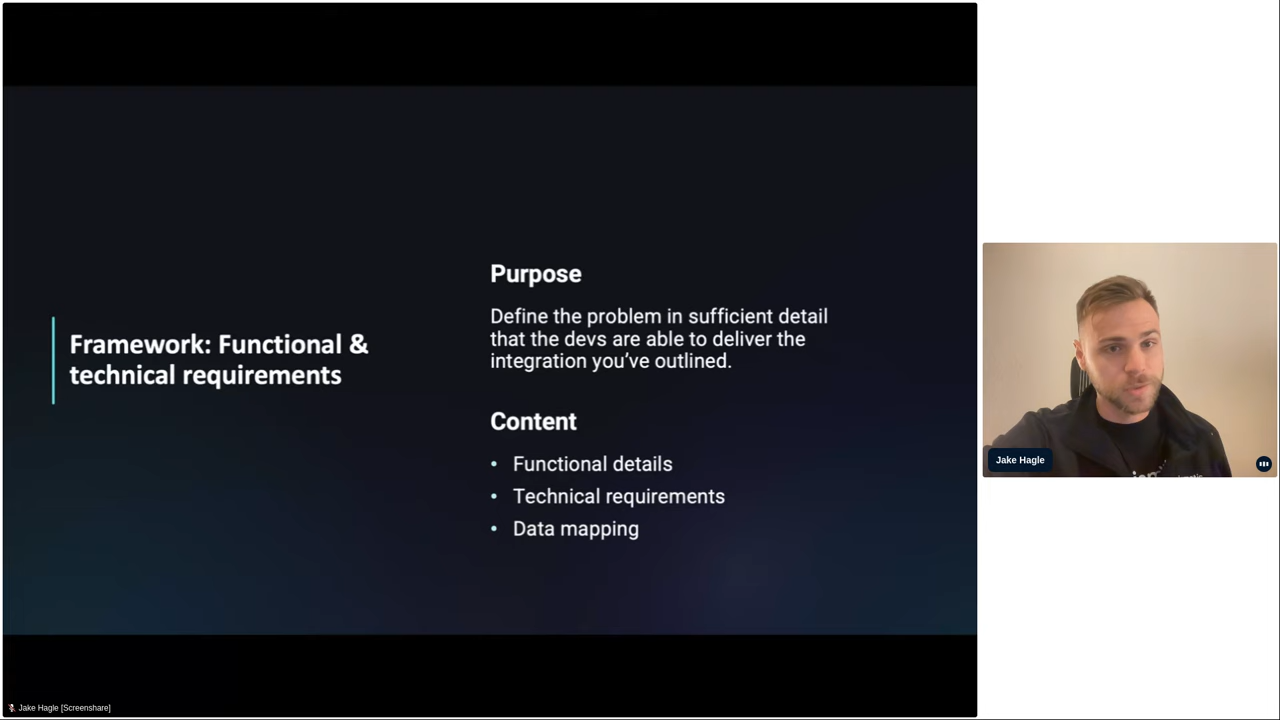 Framework: Functional &
technical requirements
Purpose
Define the problem in sufficient detail
that the devs are able to deliver the
integration you’ve outlined.
Content
• Functional details
• Technical requirements
• Data mapping
Jake Hagle
Jake Hagle [Screenshare]